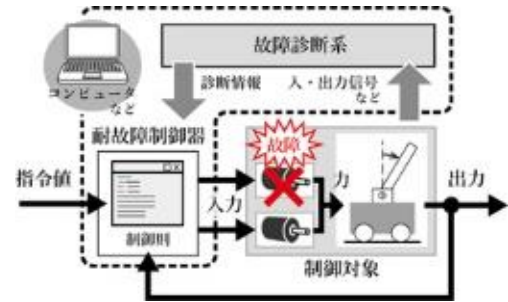 故障診断系
コンピュータ
など
診断情報
入・出力信号
など
耐故障制御器
故障
指令値
入力
力
出力
制御則
制御対象